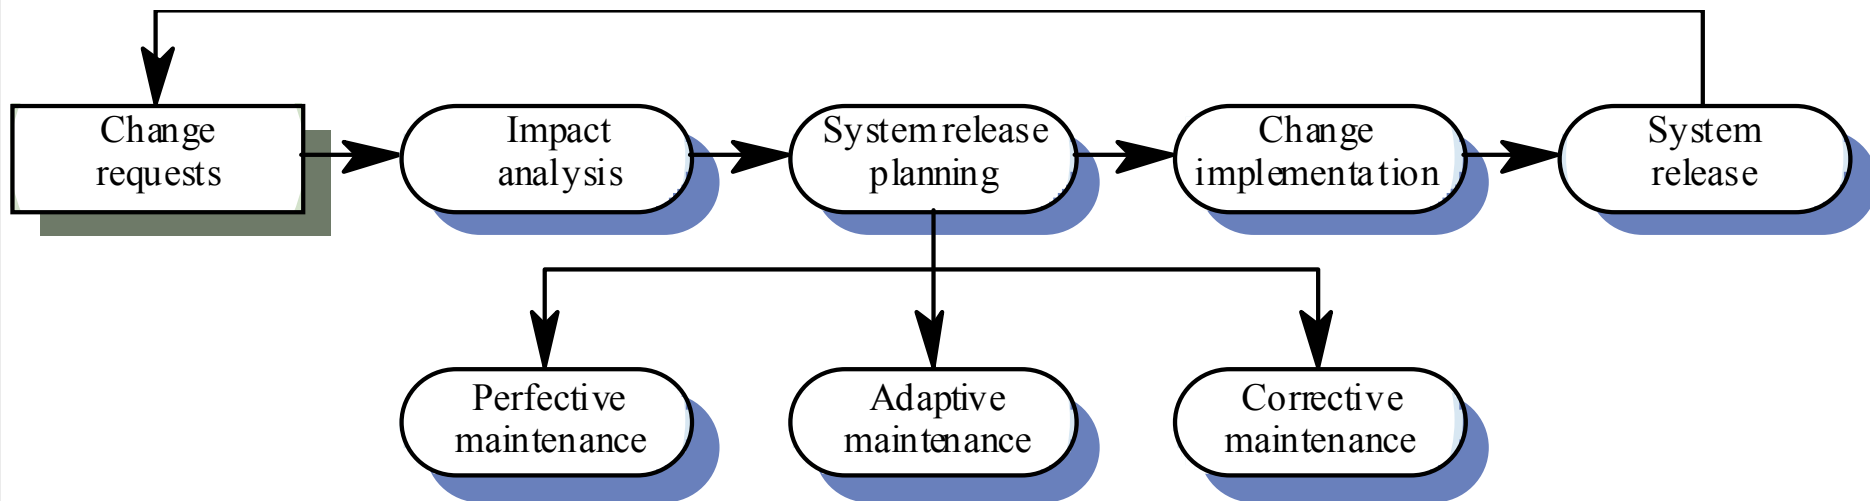 Change
requests
Impact
analysis
System release
planning
Change
implementation
System
release
Perfective
maintenance
Adaptive
maintenance
Corrective
maintenance